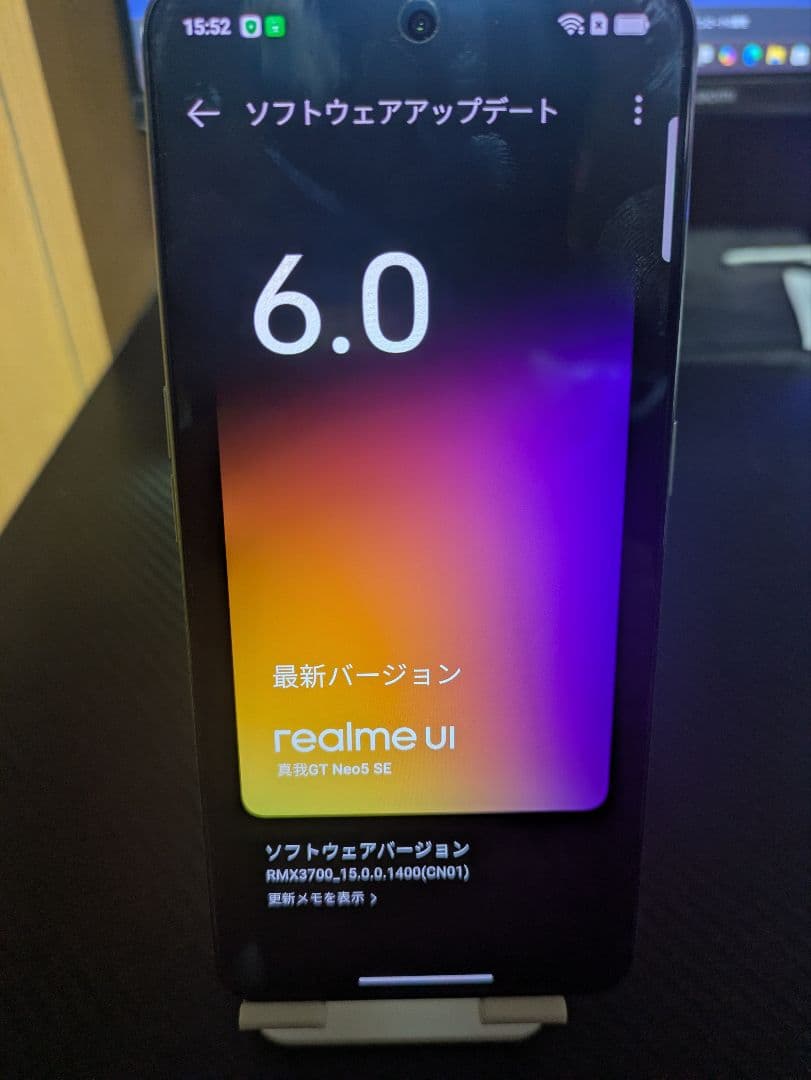 15:52
ソフトウェアアップデート
6.0
最新バージョン
realme UI
真我GT Neo5 SE
ソフトウェアバージョン
RMX3700_15.0.0.1400(CN01)
更新メモを表示 >